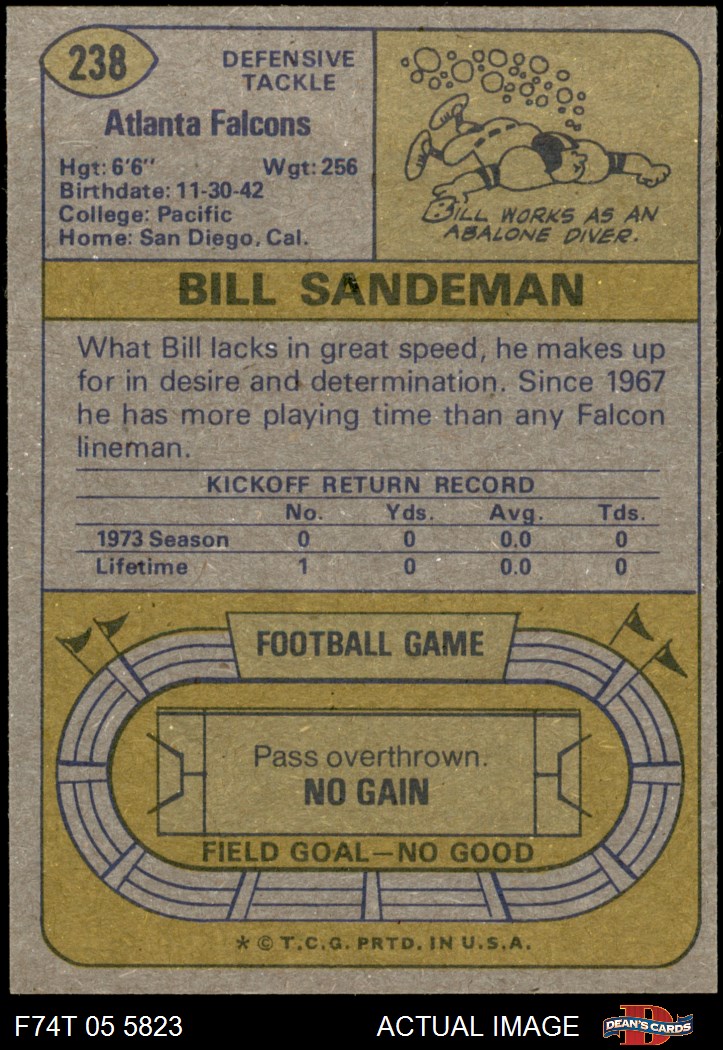 238
DEFENSIVE
TACKLE
Atlanta Falcons
Hgt: 6'6" Wgt: 256
Birthdate: 11-30-42
College: Pacific
Home: San Diego, Cal.
BILL WORKS AS AN
ABALONE DIVER.
BILL SANDEMAN
What Bill lacks in great speed, he makes up
for in desire and determination. Since 1967
he has more playing time than any Falcon
lineman.
KICKOFF RETURN RECORD
No. Yds. Avg. Tds.
1973 Season 0 0 0.0 0
Lifetime 1 0 0.0 0
FOOTBALL GAME
Pass overthrown.
NO GAIN
FIELD GOAL—NO GOOD
* © T.C.G. PRTD. IN U.S.A.
F74T 05 5823 ACTUAL IMAGE D DEAN'S CARDS